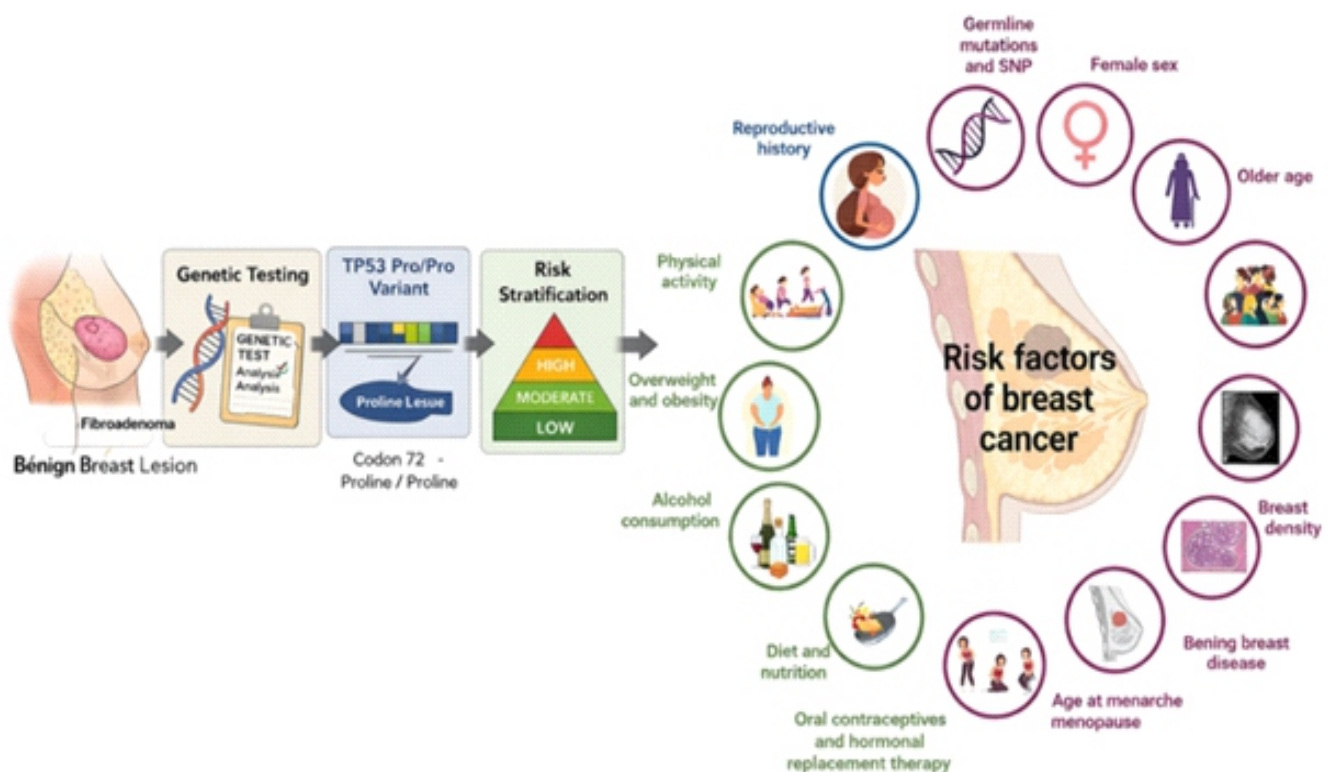 Fibroadenoma
Bénign Breast Lesion
Genetic Testing
GENETIC
TEST
Analysis
Analysis
TP53 Pro/Pro
Variant
Proline Lesue
Codon 72 -
Proline / Proline
Risk
Stratification
HIGH
MODERATE
LOW
Risk factors
of breast
cancer
Germline
mutations
and SNP
Female sex
Older age
Breast
density
Bening breast
disease
Age at menarche
menopause
Oral contraceptives
and hormonal
replacement therapy
Diet and
nutrition
Alcohol
consumption
Overweight
and obesity
Physical
activity
Reproductive
history